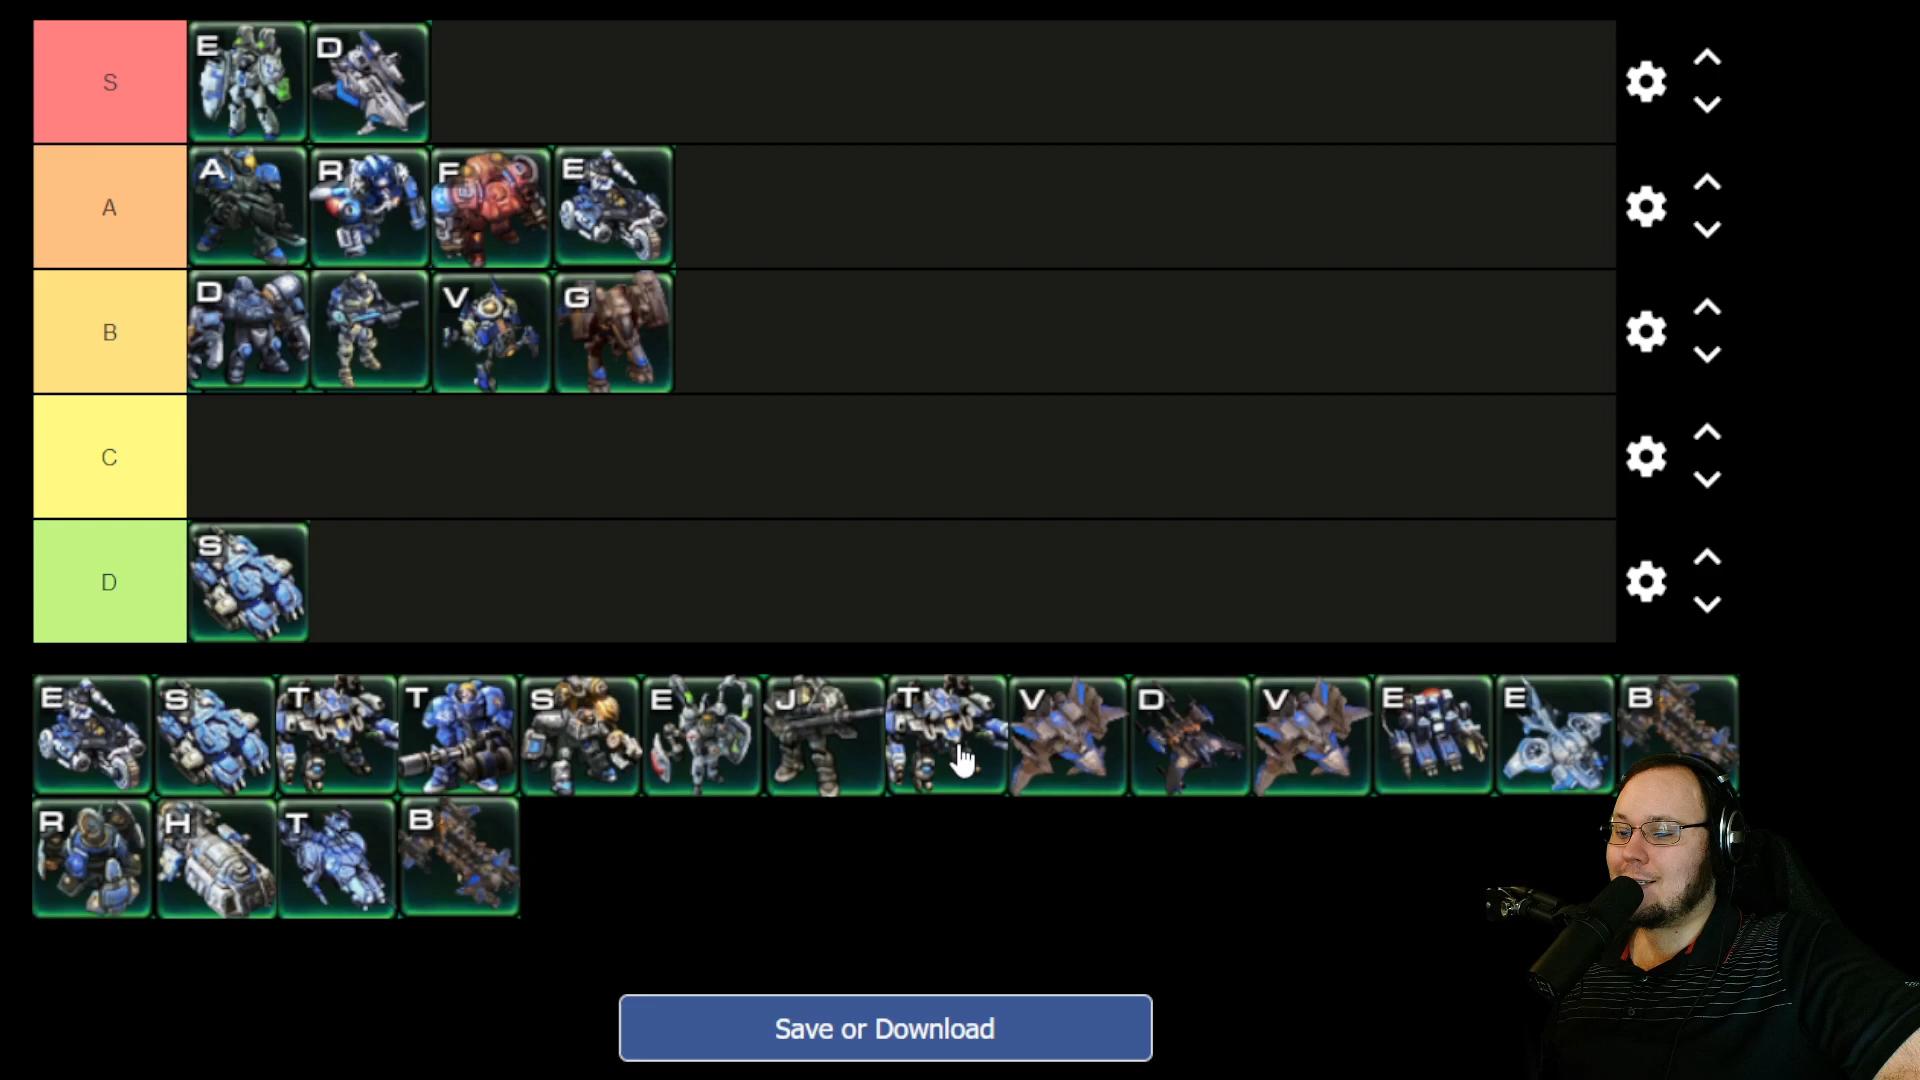 S E D
A A R F E
B D V G
C
D S
E S T T S E J T V D V E E B
R H T B
Save or Download